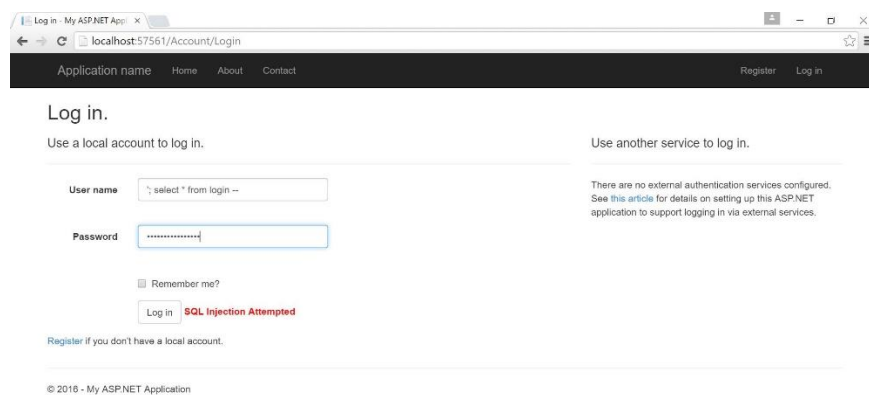 Log in - My ASP.NET Appl
localhost:57561/Account/Login
Application name Home About Contact Register Log in
Log in.
Use a local account to log in.
User name '; select * from login --
Password ••••••••••••••••
Remember me?
Log in SQL Injection Attempted
Register if you don't have a local account.
Use another service to log in.
There are no external authentication services configured.
See this article for details on setting up this ASP.NET
application to support logging in via external services.
© 2016 - My ASP.NET Application